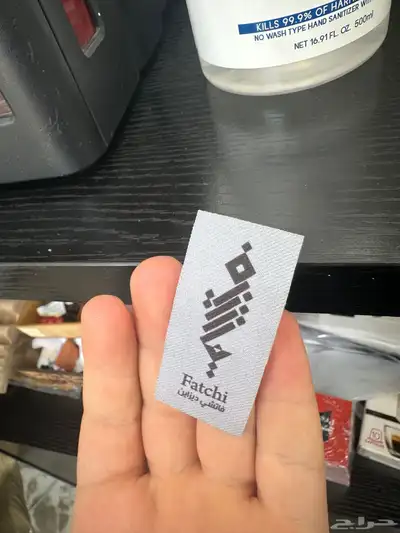 KILLS 99.9% OF HAR
NO WASH TYPE HAND SANITIZER WIT
NET 16.91 FL. OZ. 500ml
Fatchi
فاتشي ديزاين
حراج